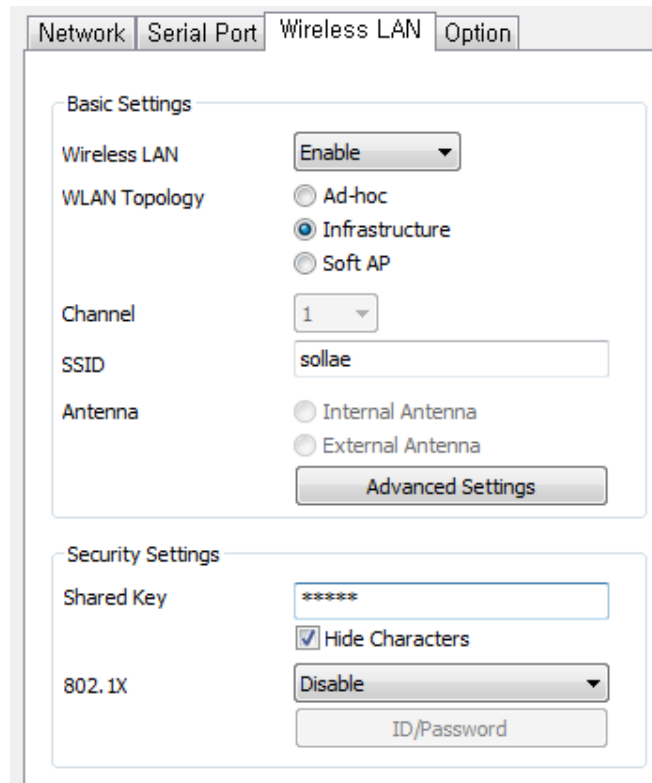 Network Serial Port Wireless LAN Option
Basic Settings
Wireless LAN Enable
WLAN Topology Ad-hoc
Infrastructure
Soft AP
Channel 1
SSID sollae
Antenna Internal Antenna
External Antenna
Advanced Settings
Security Settings
Shared Key *****
Hide Characters
802.1X Disable
ID/Password